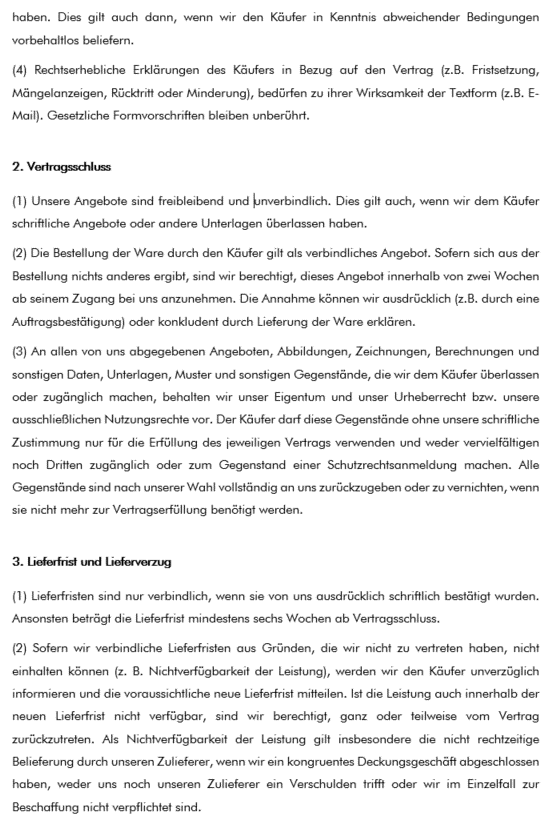 haben. Dies gilt auch dann, wenn wir den Käufer in Kenntnis abweichender Bedingungen
vorbehaltlos beliefern.
(4) Rechtserhebliche Erklärungen des Käufers in Bezug auf den Vertrag (z.B. Fristsetzung,
Mängelanzeigen, Rücktritt oder Minderung), bedürfen zu ihrer Wirksamkeit der Textform (z.B. E-
Mail). Gesetzliche Formvorschriften bleiben unberührt.
2. Vertragsschluss
(1) Unsere Angebote sind freibleibend und unverbindlich. Dies gilt auch, wenn wir dem Käufer
schriftliche Angebote oder andere Unterlagen überlassen haben.
(2) Die Bestellung der Ware durch den Käufer gilt als verbindliches Angebot. Sofern sich aus der
Bestellung nichts anderes ergibt, sind wir berechtigt, dieses Angebot innerhalb von zwei Wochen
ab seinem Zugang bei uns anzunehmen. Die Annahme können wir ausdrücklich (z.B. durch eine
Auftragsbestätigung) oder konkludent durch Lieferung der Ware erklären.
(3) An allen von uns abgegebenen Angeboten, Abbildungen, Zeichnungen, Berechnungen und
sonstigen Daten, Unterlagen, Muster und sonstigen Gegenstände, die wir dem Käufer überlassen
oder zugänglich machen, behalten wir unser Eigentum und unser Urheberrecht bzw. unsere
ausschließlichen Nutzungsrechte vor. Der Käufer darf diese Gegenstände ohne unsere schriftliche
Zustimmung nur für die Erfüllung des jeweiligen Vertrags verwenden und weder vervielfältigen
noch Dritten zugänglich oder zum Gegenstand einer Schutzrechtsanmeldung machen. Alle
Gegenstände sind nach unserer Wahl vollständig an uns zurückzugeben oder zu vernichten, wenn
sie nicht mehr zur Vertragserfüllung benötigt werden.
3. Lieferfrist und Lieferverzug
(1) Lieferfristen sind nur verbindlich, wenn sie von uns ausdrücklich schriftlich bestätigt wurden.
Ansonsten beträgt die Lieferfrist mindestens sechs Wochen ab Vertragsschluss.
(2) Sofern wir verbindliche Lieferfristen aus Gründen, die wir nicht zu vertreten haben, nicht
einhalten können (z. B. Nichtverfügbarkeit der Leistung), werden wir den Käufer unverzüglich
informieren und die voraussichtliche neue Lieferfrist mitteilen. Ist die Leistung auch innerhalb der
neuen Lieferfrist nicht verfügbar, sind wir berechtigt, ganz oder teilweise vom Vertrag
zurückzutreten. Als Nichtverfügbarkeit der Leistung gilt insbesondere die nicht rechtzeitige
Belieferung durch unseren Zulieferer, wenn wir ein kongruentes Deckungsgeschäft abgeschlossen
haben, weder uns noch unseren Zulieferer ein Verschulden trifft oder wir im Einzelfall zur
Beschaffung nicht verpflichtet sind.